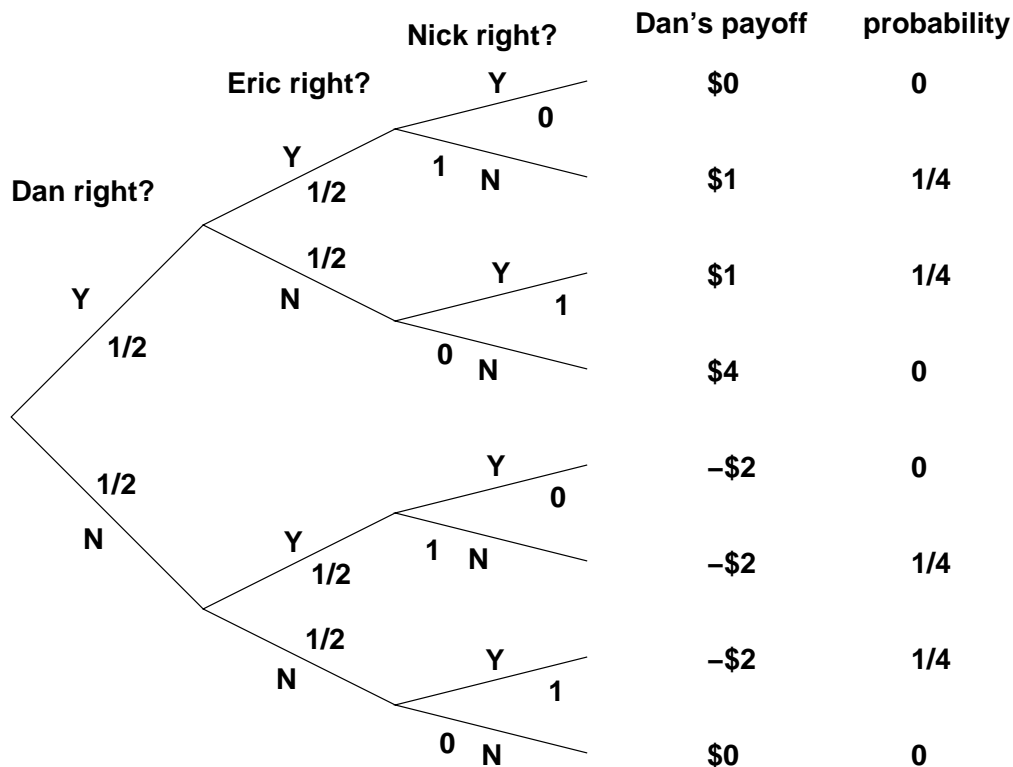 Nick right? Dan’s payoff probability
Eric right? Y $0 0
0
Y 1 N $1 1/4
Dan right? 1/2
1/2 Y $1 1/4
Y N 1
1/2 0 N $4 0
1/2 Y –$2 0
N Y 0
1/2 1 N –$2 1/4
1/2 Y –$2 1/4
N 1
0 N $0 0